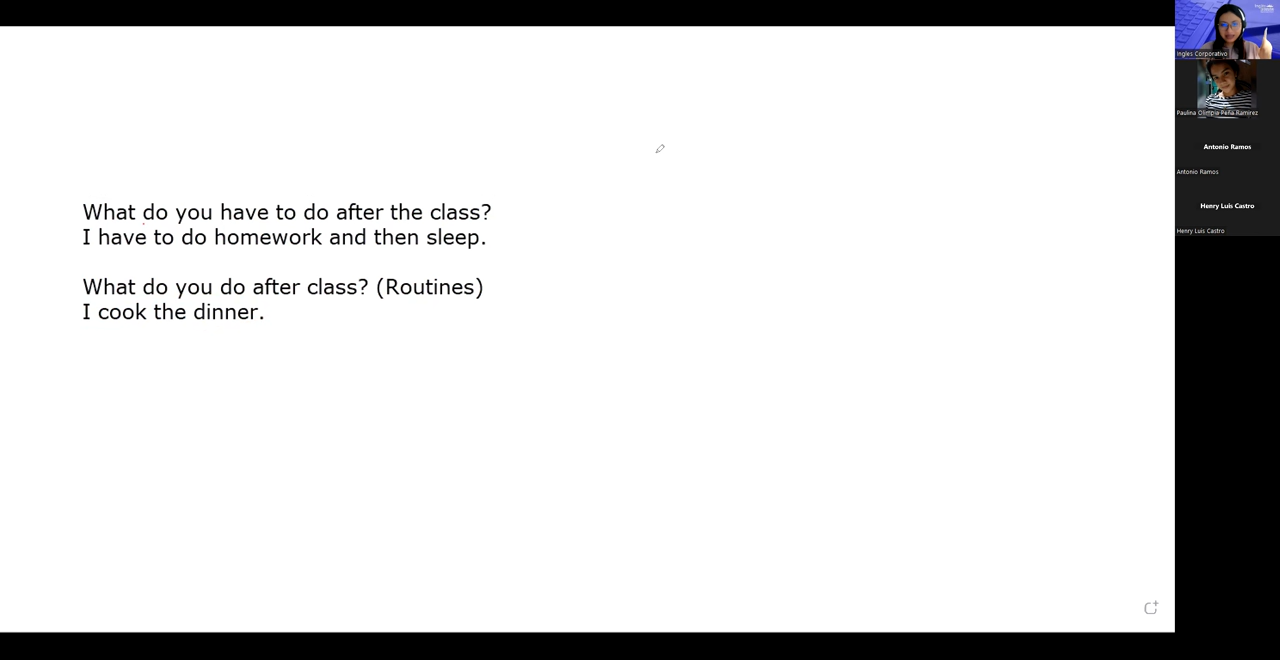 What do you have to do after the class?
I have to do homework and then sleep.
What do you do after class? (Routines)
I cook the dinner.
Ingles Corporativo
Paulina Olimpia Peña Ramirez
Antonio Ramos
Antonio Ramos
Henry Luis Castro
Henry Luis Castro